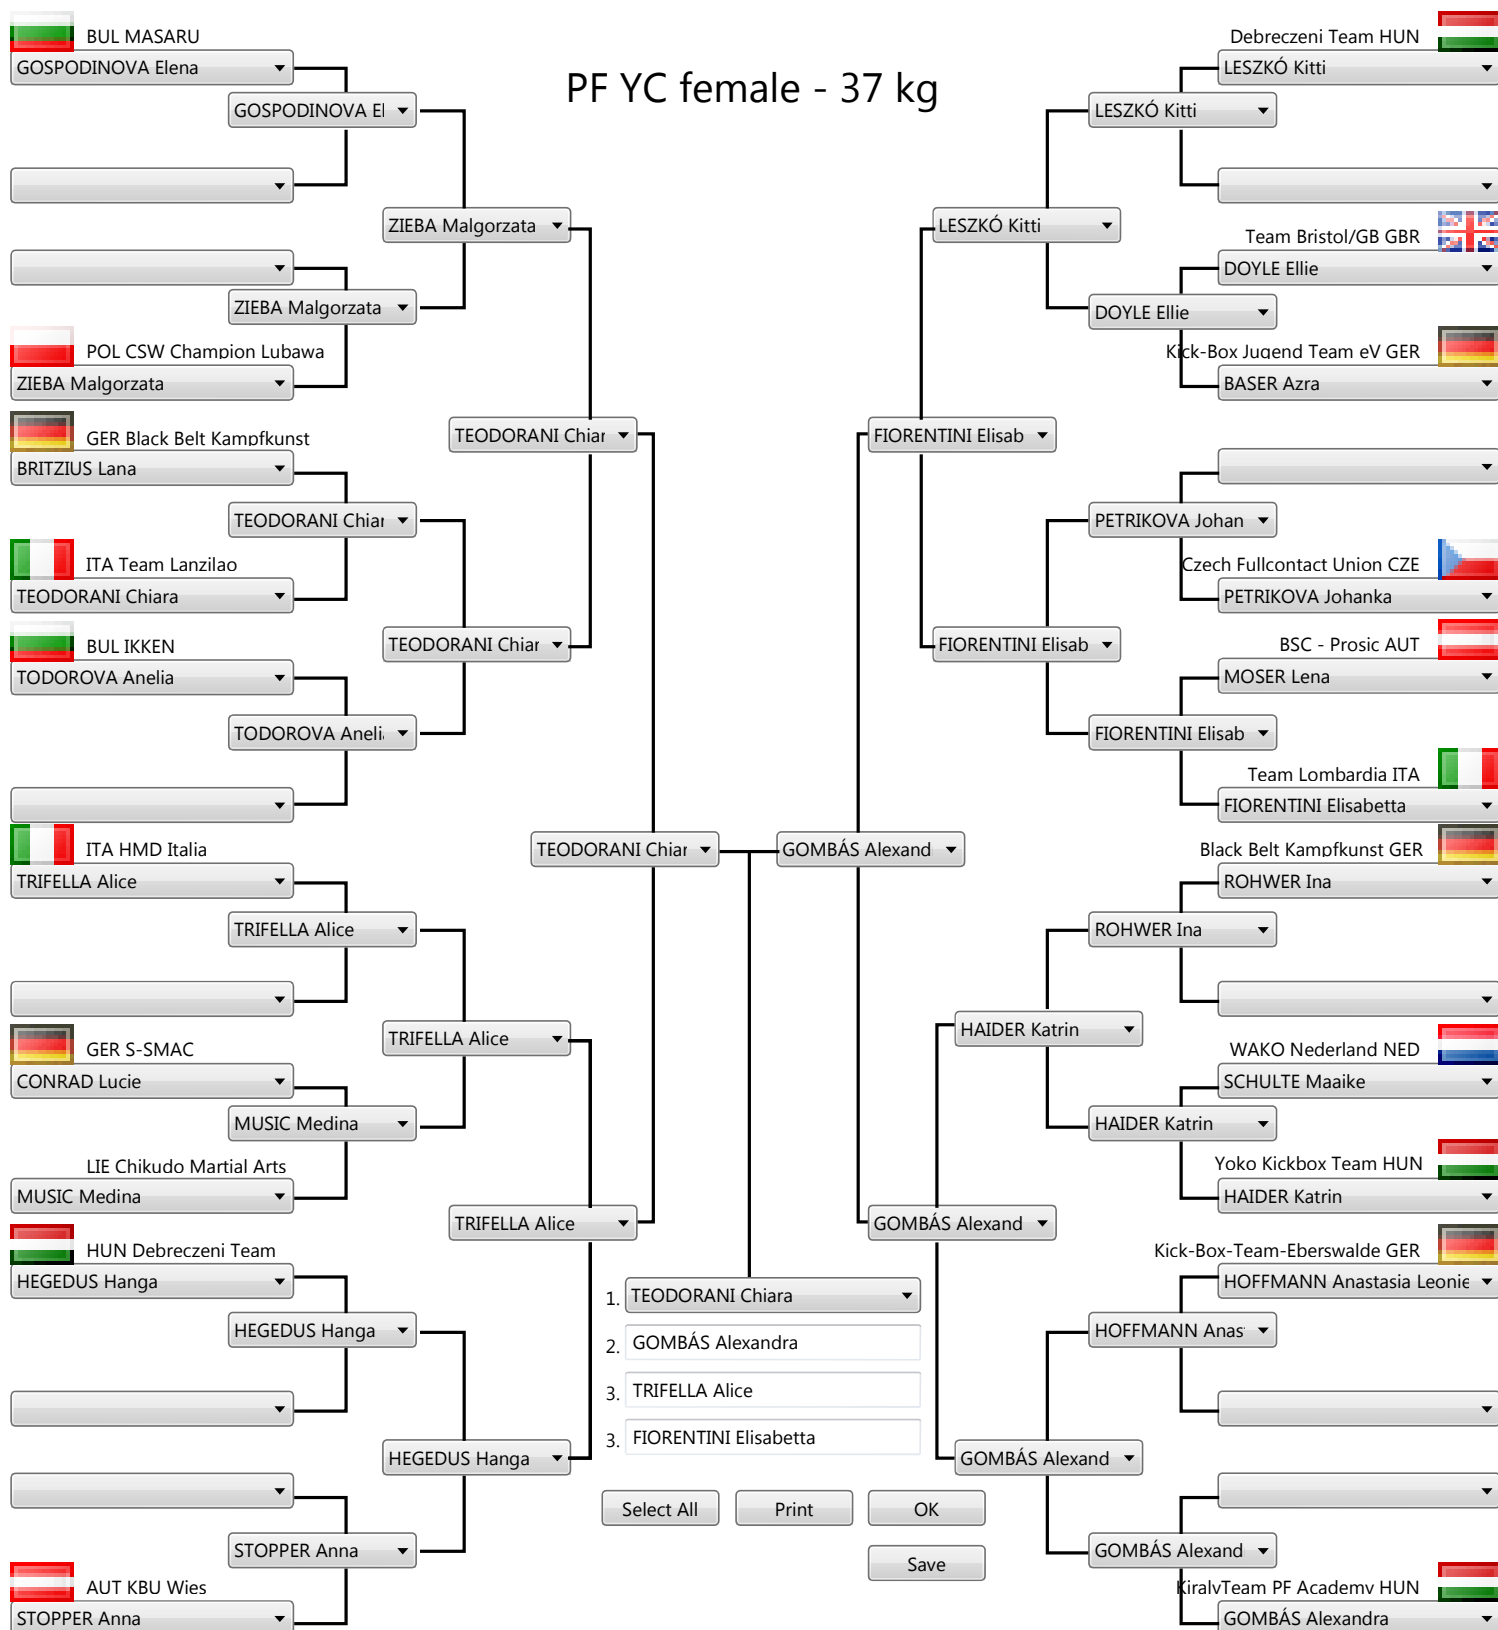 PF YC female - 37 kg
BUL MASARU
GOSPODINOVA Elena
GOSPODINOVA El
ZIEBA Malgorzata
ZIEBA Malgorzata
POL CSW Champion Lubawa
ZIEBA Malgorzata
GER Black Belt Kampfkunst
BRITZIUS Lana
TEODORANI Chiar
TEODORANI Chiar
ITA Team Lanzilao
TEODORANI Chiara
TEODORANI Chiar
BUL IKKEN
TODOROVA Anelia
TODOROVA Aneli
TEODORANI Chiar
ITA HMD Italia
TRIFELLA Alice
TRIFELLA Alice
TRIFELLA Alice
GER S-SMAC
CONRAD Lucie
MUSIC Medina
LIE Chikudo Martial Arts
MUSIC Medina
TRIFELLA Alice
HUN Debreczeni Team
HEGEDUS Hanga
HEGEDUS Hanga
HEGEDUS Hanga
STOPPER Anna
AUT KBU Wies
STOPPER Anna
Debreczeni Team HUN
LESZKÓ Kitti
LESZKÓ Kitti
LESZKÓ Kitti
Team Bristol/GB GBR
DOYLE Ellie
DOYLE Ellie
Kick-Box Jugend Team eV GER
BASER Azra
FIORENTINI Elisab
PETRIKOVA Johan
Czech Fullcontact Union CZE
PETRIKOVA Johanka
FIORENTINI Elisab
BSC - Prosic AUT
MOSER Lena
FIORENTINI Elisab
Team Lombardia ITA
FIORENTINI Elisabetta
GOMBÁS Alexand
Black Belt Kampfkunst GER
ROHWER Ina
ROHWER Ina
HAIDER Katrin
WAKO Nederland NED
SCHULTE Maaike
HAIDER Katrin
Yoko Kickbox Team HUN
HAIDER Katrin
GOMBÁS Alexand
Kick-Box-Team-Eberswalde GER
HOFFMANN Anastasia Leonie
HOFFMANN Anas
GOMBÁS Alexand
GOMBÁS Alexand
KiralyTeam PF Academy HUN
GOMBÁS Alexandra
1. TEODORANI Chiara
2. GOMBÁS Alexandra
3. TRIFELLA Alice
3. FIORENTINI Elisabetta
Select All
Print
OK
Save